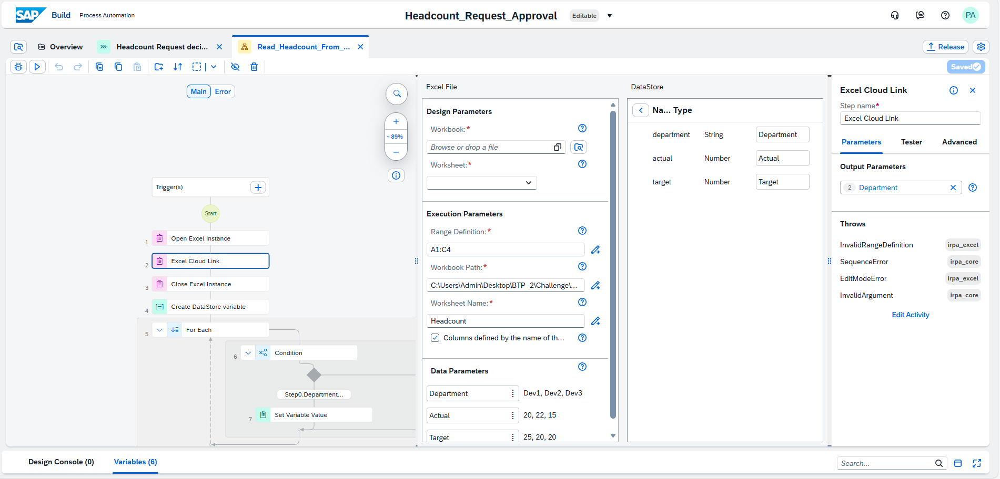 SAP Build Process Automation
Headcount_Request_Approval Editable
PA
Overview
Headcount Request deci...
Read_Headcount_From_...
Release
Saved
Main Error
89%
Trigger(s)
Start
1 Open Excel Instance
2 Excel Cloud Link
3 Close Excel Instance
4 Create DataStore variable
5 For Each
6 Condition
Step0.Department...
7 Set Variable Value
Excel File
Design Parameters
Workbook:*
Browse or drop a file
Worksheet:*
Execution Parameters
Range Definition:*
A1:C4
Workbook Path:*
C:\Users\Admin\Desktop\BTP -2\Challenge\...
Worksheet Name:*
Headcount
Columns defined by the name of th...
Data Parameters
Department Dev1, Dev2, Dev3
Actual 20, 22, 15
Target 25, 20, 20
DataStore
Na... Type
department String Department
actual Number Actual
target Number Target
Excel Cloud Link
Step name*
Excel Cloud Link
Parameters Tester Advanced
Output Parameters
2 Department
Throws
InvalidRangeDefinition irpa_excel
SequenceError irpa_core
EditModeError irpa_excel
InvalidArgument irpa_core
Edit Activity
Design Console (0) Variables (6)
Search...